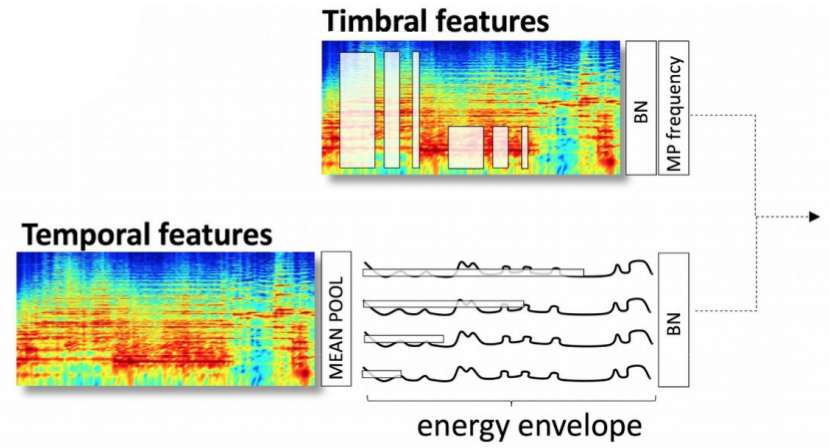 Timbral features
BN
MP frequency
Temporal features
MEAN POOL
BN
energy envelope